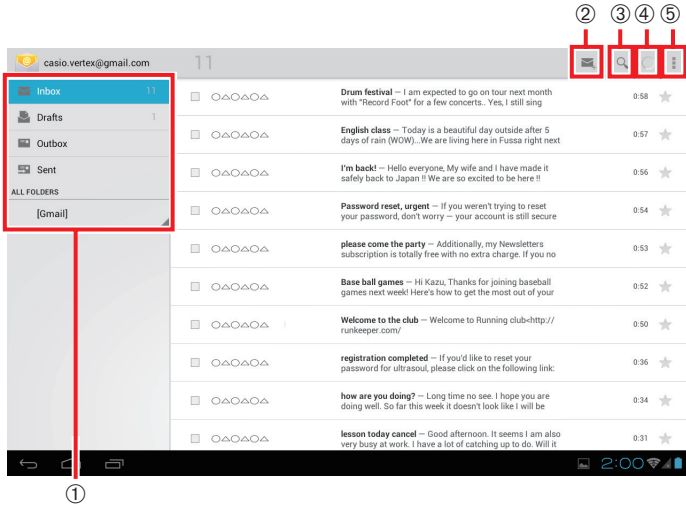 ② ③ ④ ⑤
casio.vertex@gmail.com 11
Inbox 11
Drafts 1
Outbox
Sent
ALL FOLDERS
[Gmail]
○△○△○△ Drum festival — I am expected to go on tour next month 0:58
with "Record Foot" for a few concerts.. Yes, I still sing
○△○△○△ English class — Today is a beautiful day outside after 5 0:57
days of rain (WOW)...We are living here in Fussa right next
○△○△○△ I'm back! — Hello everyone, My wife and I have made it 0:56
safely back to Japan !! We are so excited to be here !!
○△○△○△ Password reset, urgent — If you weren't trying to reset 0:54
your password, don't worry — your account is still secure
○△○△○△ please come the party — Additionally, my Newsletters 0:53
subscription is totally free with no extra charge. If you no
○△○△○△ Base ball games — Hi Kazu, Thanks for joining baseball 0:52
games next week! Here's how to get the most out of your
○△○△○△ Welcome to the club — Welcome to Running club<http:// 0:50
runkeeper.com/
○△○△○△ registration completed — If you'd like to reset your 0:36
password for ultrasoul, please click on the following link:
○△○△○△ how are you doing? — Long time no see. I hope you are 0:34
doing well. So far this week it doesn't look like I will be
○△○△○△ lesson today cancel — Good afternoon. It seems I am also 0:31
very busy at work. I have a lot of catching up to do. Will it
2:00
①